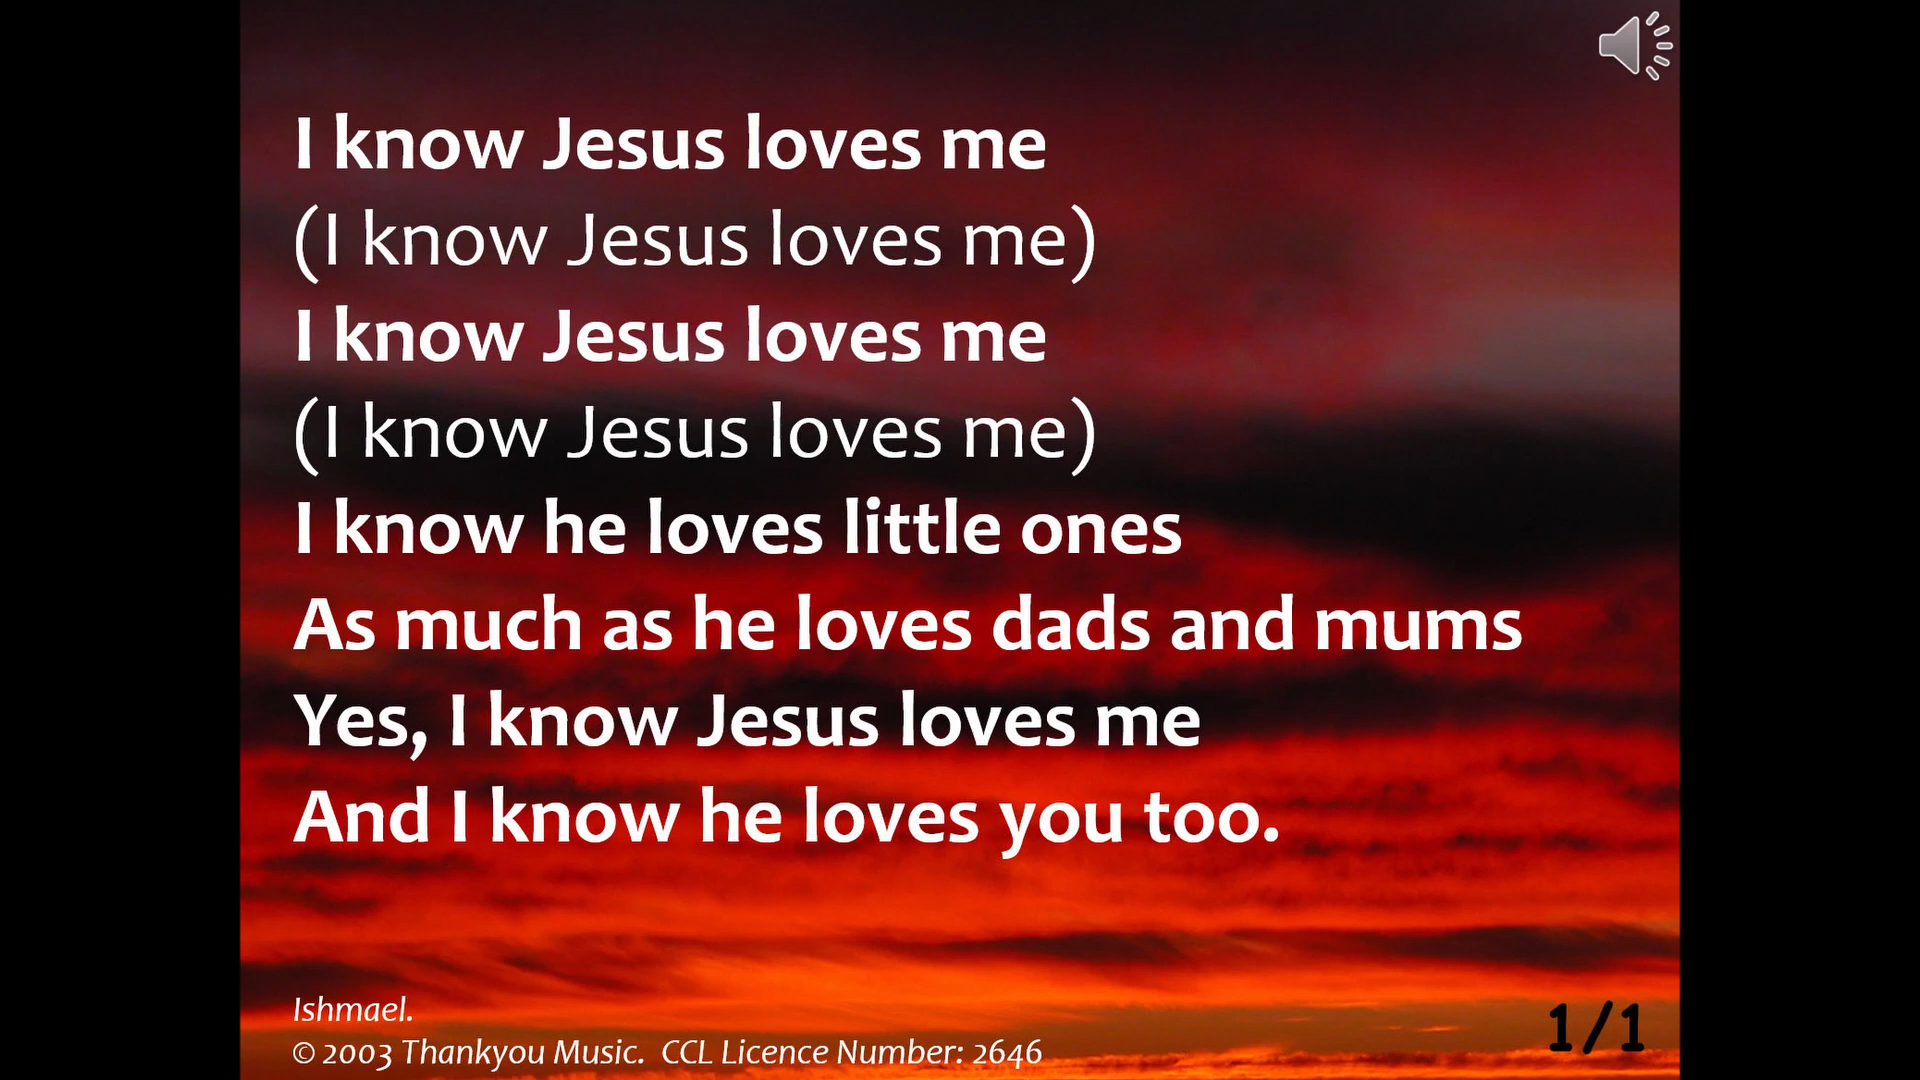 I know Jesus loves me
(I know Jesus loves me)
I know Jesus loves me
(I know Jesus loves me)
I know he loves little ones
As much as he loves dads and mums
Yes, I know Jesus loves me
And I know he loves you too.
Ishmael.
© 2003 Thankyou Music.  CCL Licence Number: 2646
1/1